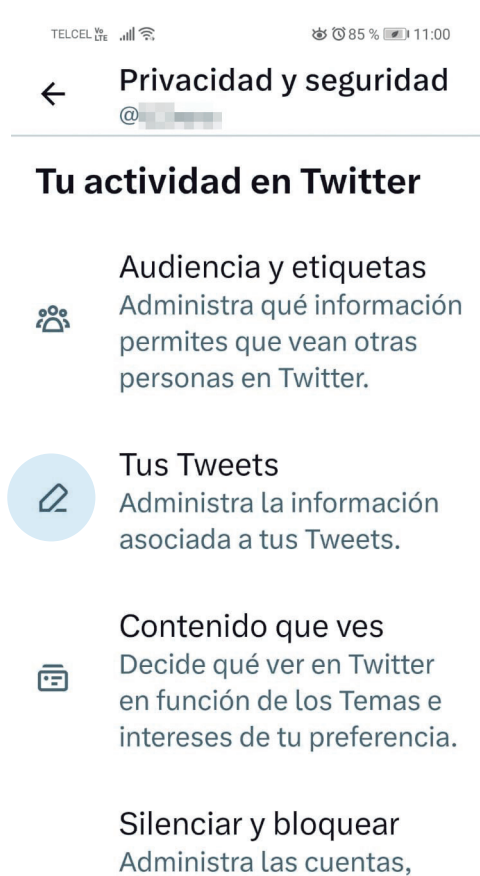 TELCEL Vo LTE 85 % 11:00
Privacidad y seguridad
@
Tu actividad en Twitter
Audiencia y etiquetas
Administra qué información
permites que vean otras
personas en Twitter.
Tus Tweets
Administra la información
asociada a tus Tweets.
Contenido que ves
Decide qué ver en Twitter
en función de los Temas e
intereses de tu preferencia.
Silenciar y bloquear
Administra las cuentas,